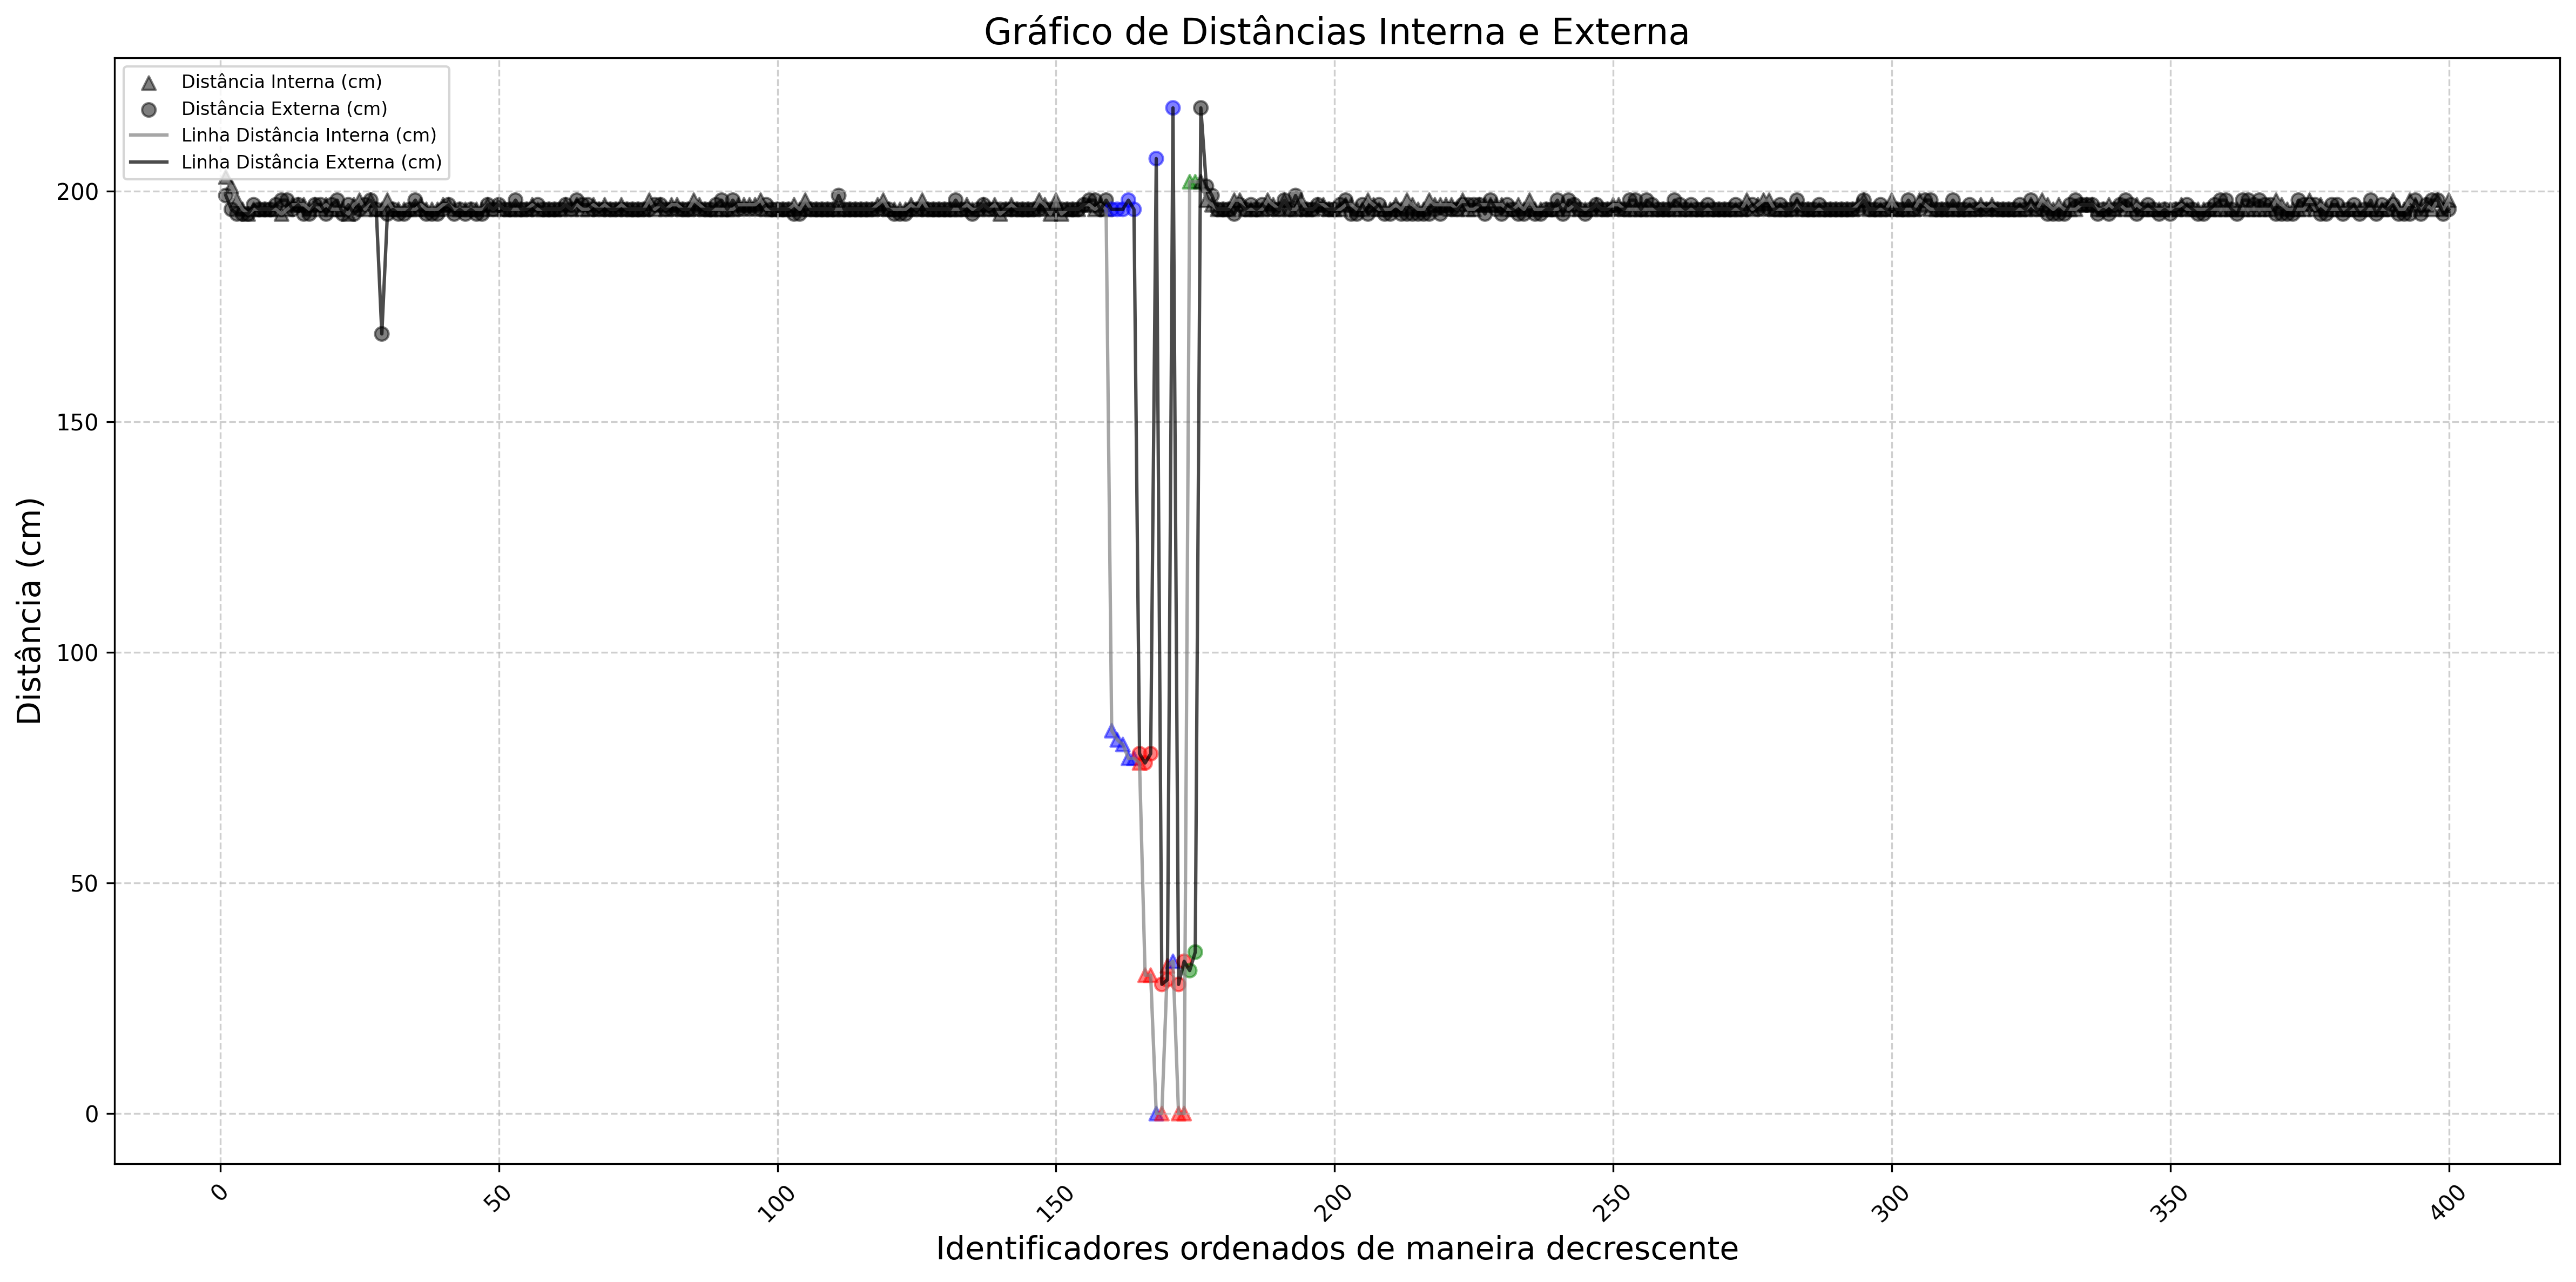 Gráfico de Distâncias Interna e Externa
Distância Interna (cm)
Distância Externa (cm)
Linha Distância Interna (cm)
Linha Distância Externa (cm)
Distância (cm)
200
150
100
50
0
0
50
100
150
200
250
300
350
400
Identificadores ordenados de maneira decrescente